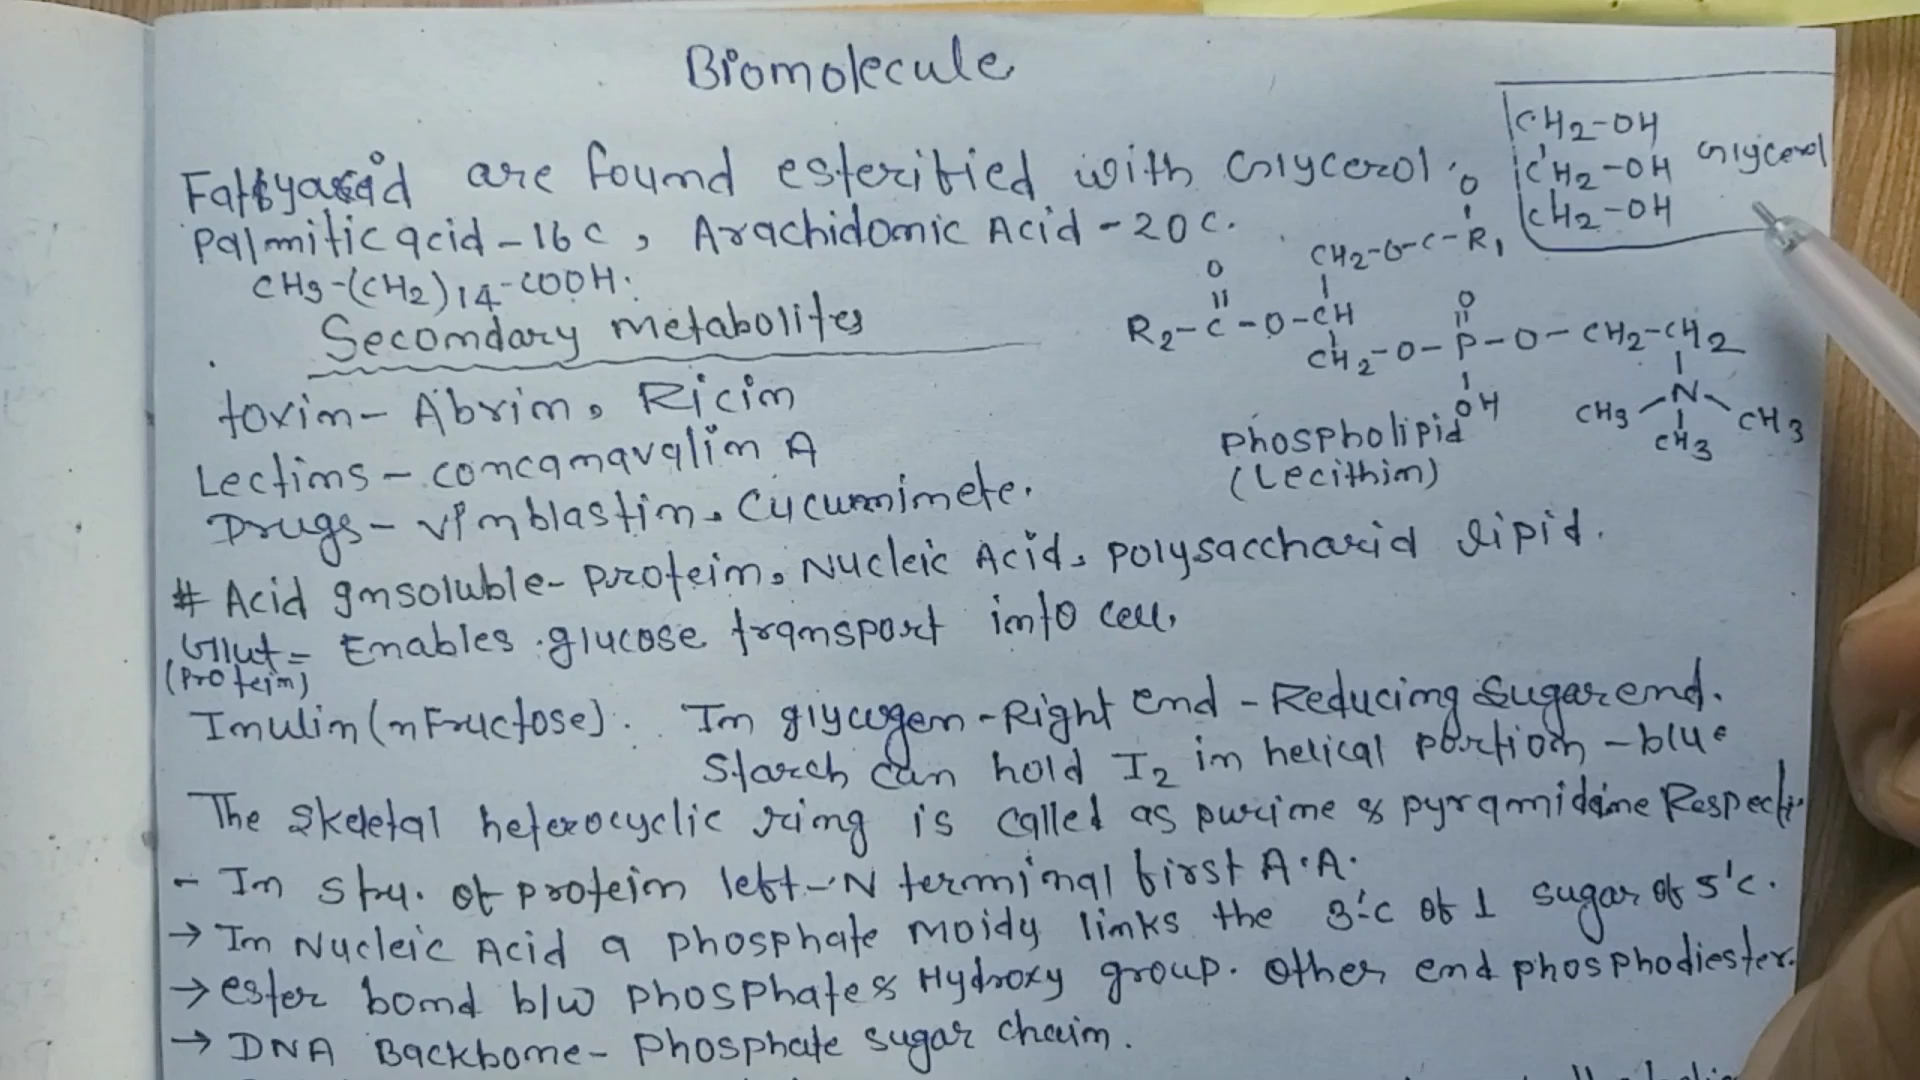 Biomolecule
Fattyacid are found esterified with Glycerol.
CH2-OH
CH2-OH Glycerol
CH2-OH
Palmitic acid-16C, Arachidonic Acid-20C.
CH3-(CH2)14-COOH.
O
CH2-O-C-R1
O
R2-C-O-CH
O
CH2-O-P-O-CH2-CH2
OH
N
CH3 CH3 CH3
Phospholipid
(Lecithin)
Secondary metabolites
toxin- Abrin, Ricin
Lectins- concanavalin A
Drugs- vinblastin, Cucuminete.
# Acid Insoluble- Protein, Nucleic Acid, polysaccharid lipid.
Glut= Enables glucose transport into cell.
(Protein)
Inulin (nFructose). In glycogen-Right end-Reducing Sugar end.
Starch can hold I2 in helical portion-blue
The Skeletal heterocyclic ring is called as purine & pyramidine Respecti
- In stru. of protein left-N terminal first A.A.
→ In Nucleic Acid a phosphate moidy links the 3'c of 1 sugar of 5'c.
→ ester bond b/w phosphate & Hydroxy group. Other end phosphodiester.
→ DNA Backbone- Phosphate sugar chain.